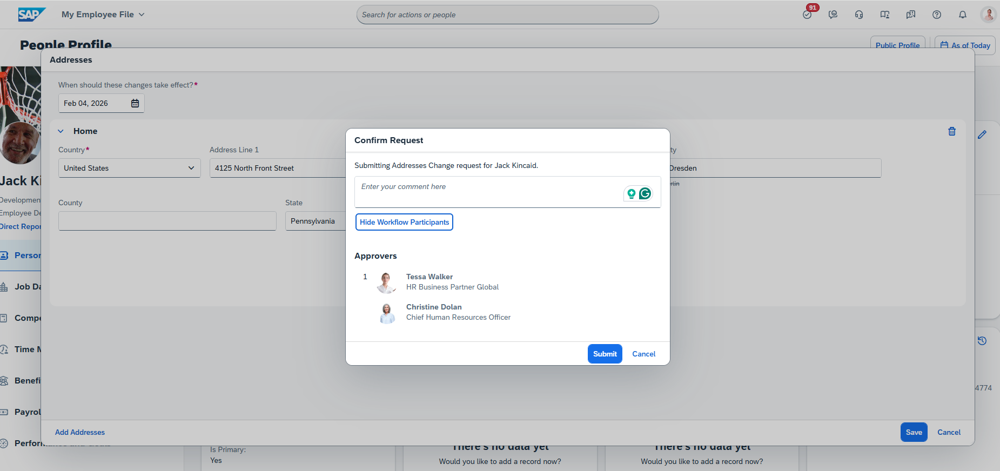 SAP
My Employee File
Search for actions or people
91
People Profile
Public Profile
As of Today
Addresses
When should these changes take effect?*
Feb 04, 2026
Home
Country*
Address Line 1
ty
United States
4125 North Front Street
Dresden
rlin
County
State
Pennsylvania
Confirm Request
Submitting Addresses Change request for Jack Kincaid.
Enter your comment here
Hide Workflow Participants
Approvers
1
Tessa Walker
HR Business Partner Global
Christine Dolan
Chief Human Resources Officer
Submit
Cancel
Jack Ki
Developmen
Employee De
Direct Repor
Person
Job Da
Compe
Time M
Benefi
Payrol
4774
Add Addresses
Save
Cancel
Is Primary:
Yes
There's no data yet
Would you like to add a record now?
There's no data yet
Would you like to add a record now?